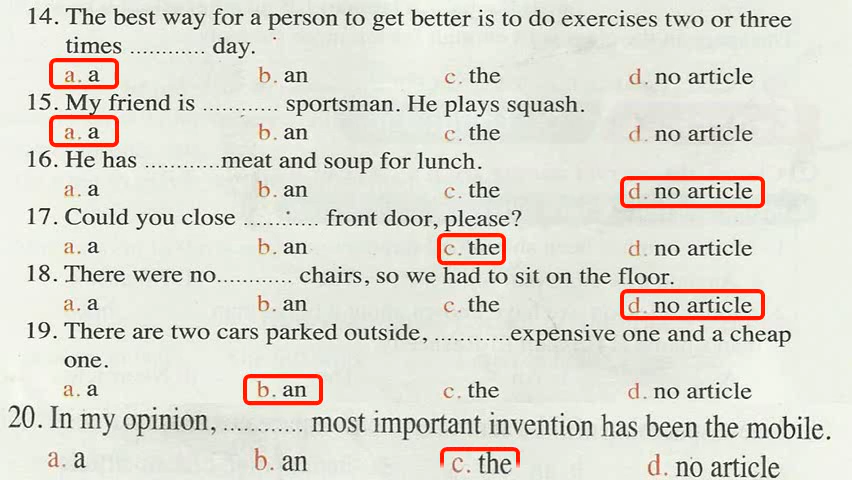 14. The best way for a person to get better is to do exercises two or three
times ........... day.
a. a b. an c. the d. no article
15. My friend is ........... sportsman. He plays squash.
a. a b. an c. the d. no article
16. He has ...........meat and soup for lunch.
a. a b. an c. the d. no article
17. Could you close ........... front door, please?
a. a b. an c. the d. no article
18. There were no........... chairs, so we had to sit on the floor.
a. a b. an c. the d. no article
19. There are two cars parked outside, ...........expensive one and a cheap
one.
a. a b. an c. the d. no article
20. In my opinion, ........... most important invention has been the mobile.
a. a b. an c. the d. no article